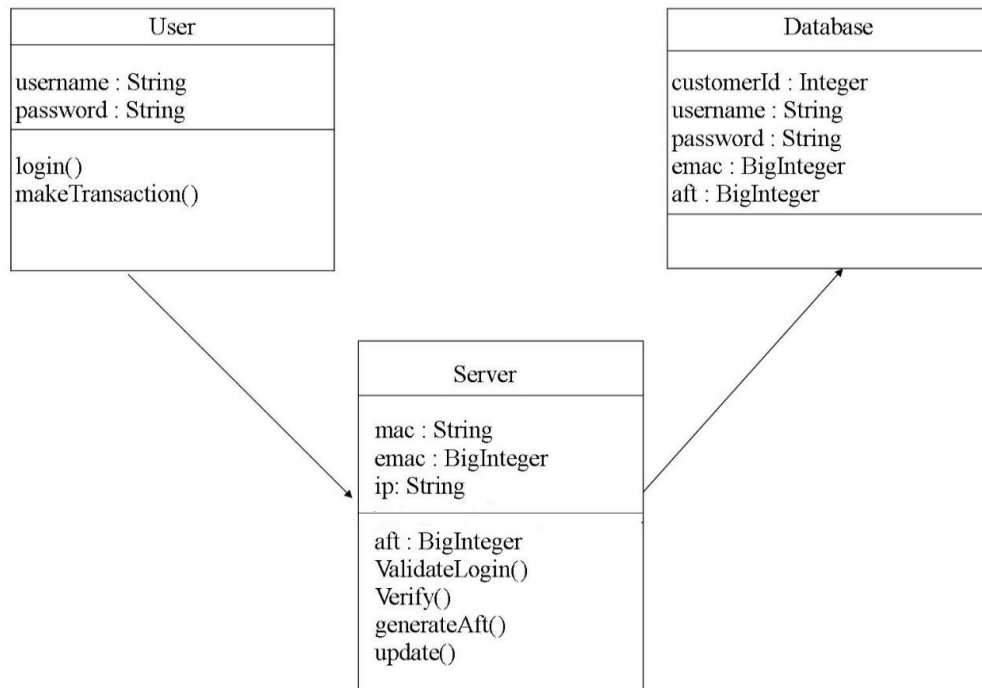 User
username : String
password : String
login()
makeTransaction()
Database
customerId : Integer
username : String
password : String
emac : BigInteger
aft : BigInteger
Server
mac : String
emac : BigInteger
ip: String
aft : BigInteger
ValidateLogin()
Verify()
generateAft()
update()